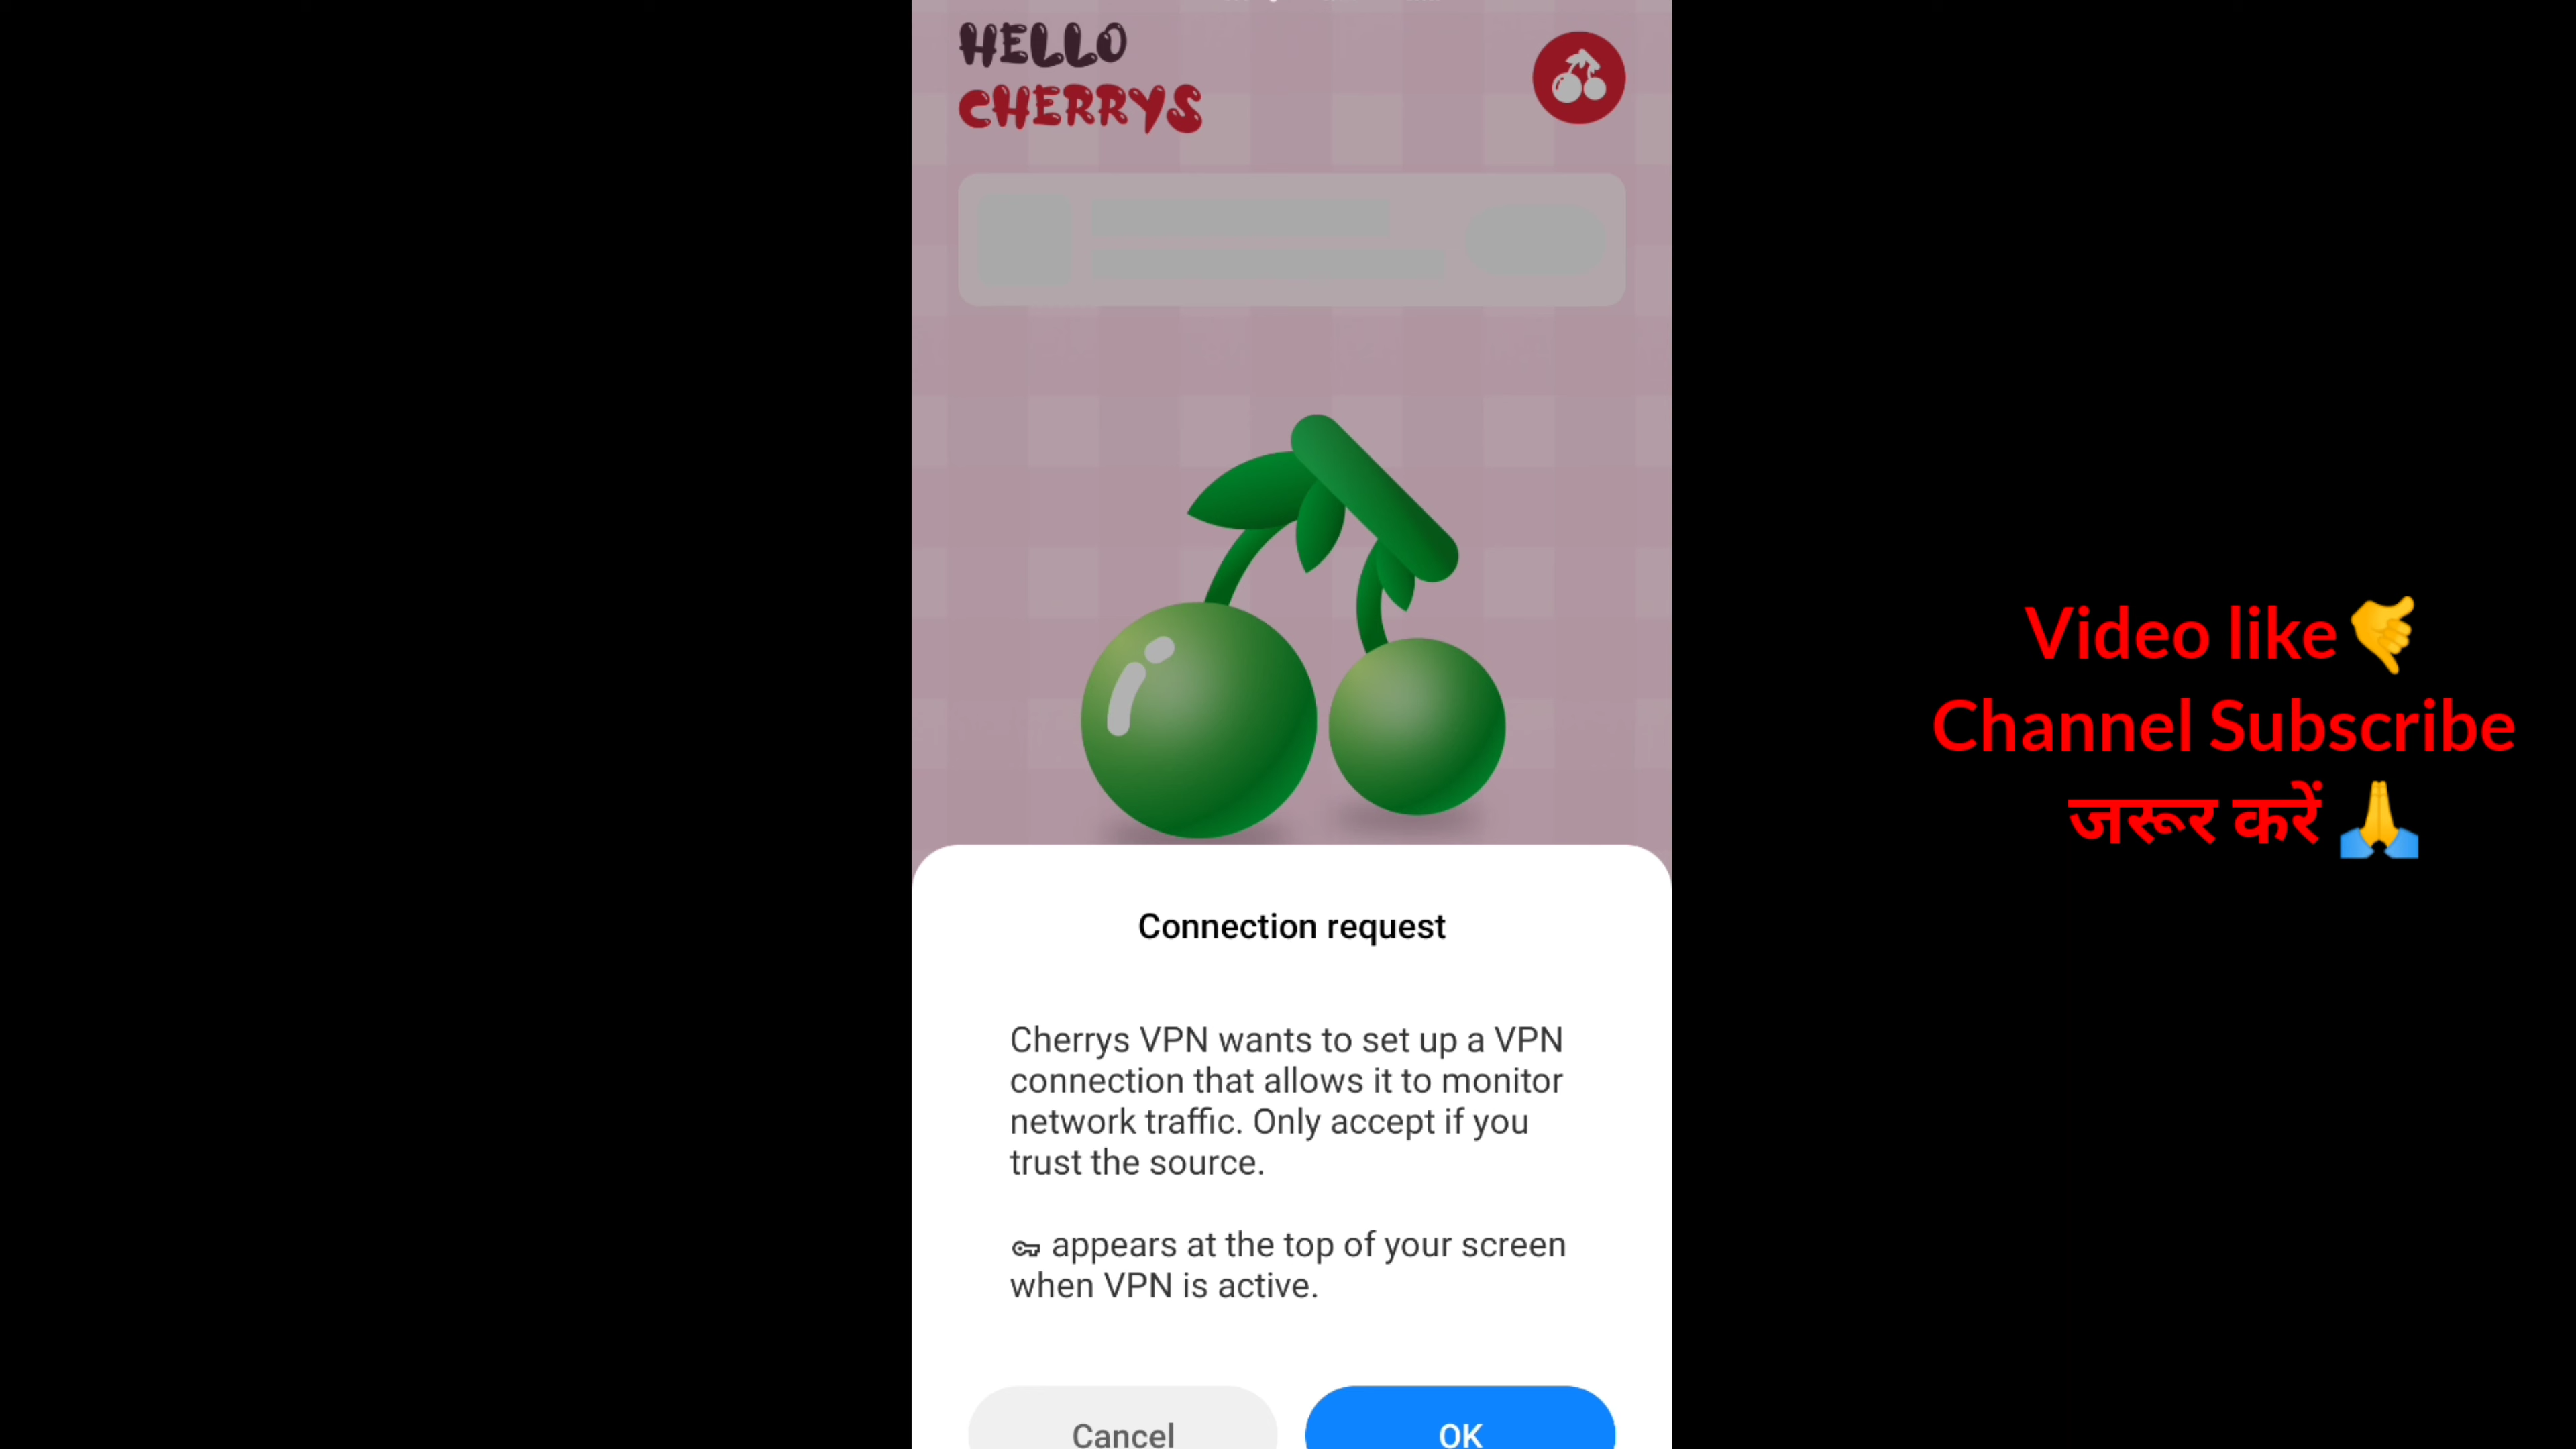 HELLO
CHERRYS
Video like🤙
Channel Subscribe
जरूर करें 🙏
Connection request
Cherrys VPN wants to set up a VPN
connection that allows it to monitor
network traffic. Only accept if you
trust the source.
appears at the top of your screen
when VPN is active.
Cancel
OK